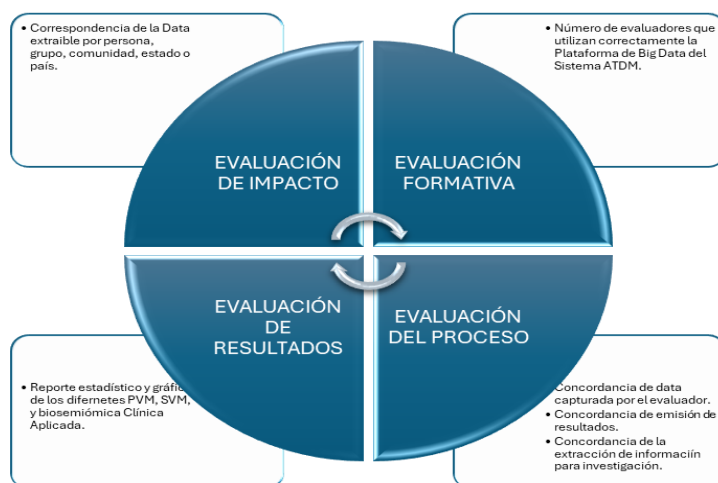 • Correspondencia de la Data
extraible por persona,
grupo, comunidad, estado o
país.
• Número de evaluadores que
utilizan correctamente la
Plataforma de Big Data del
Sistema ATDM.
EVALUACIÓN
DE IMPACTO
EVALUACIÓN
FORMATIVA
EVALUACIÓN
DE
RESULTADOS
EVALUACIÓN
DEL PROCESO
• Reporte estadístico y gráfic
de los difernetes PVM, SVM,
y biosemiómica Clínica
Aplicada.
Concordancia de data
capturada por el evaluador.
• Concordancia de emisión de
resultados.
• Concordancia de la
extracción de informaciín
para investigación.